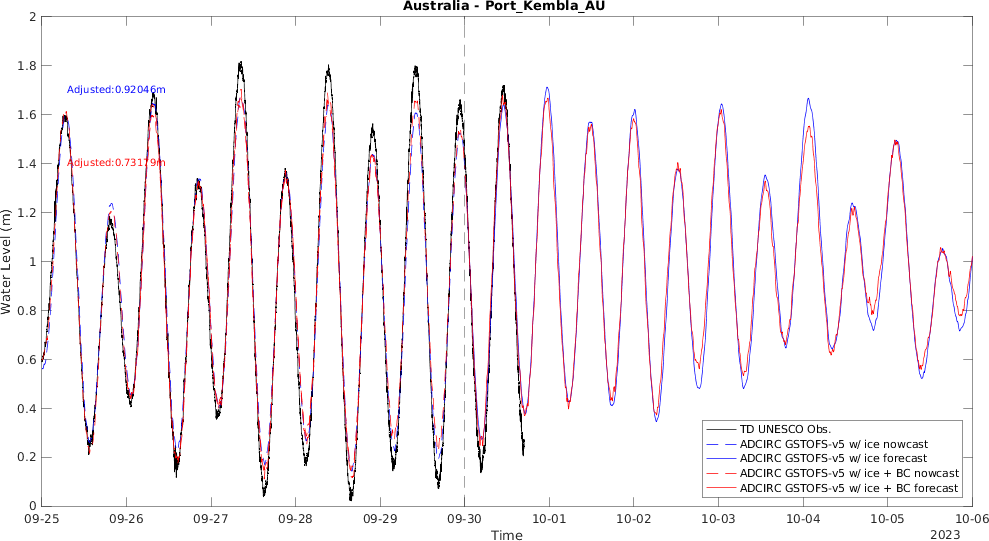 Australia - Port_Kembla_AU
2
1.8
1.6
1.4
1.2
1
0.8
0.6
0.4
0.2
0
Water Level (m)
Adjusted:0.92046m
Adjusted:0.73179m
TD UNESCO Obs.
ADCIRC GSTOFS-v5 w/ ice nowcast
ADCIRC GSTOFS-v5 w/ ice forecast
ADCIRC GSTOFS-v5 w/ ice + BC nowcast
ADCIRC GSTOFS-v5 w/ ice + BC forecast
09-25 09-26 09-27 09-28 09-29 09-30 10-01 10-02 10-03 10-04 10-05 10-06
Time
2023